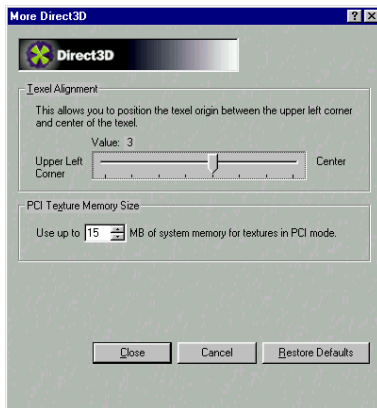 More Direct3D
Direct3D
Texel Alignment
This allows you to position the texel origin between the upper left corner
and center of the texel.
Value: 3
Upper Left
Corner
Center
PCI Texture Memory Size
Use up to 15 MB of system memory for textures in PCI mode.
Close Cancel Restore Defaults